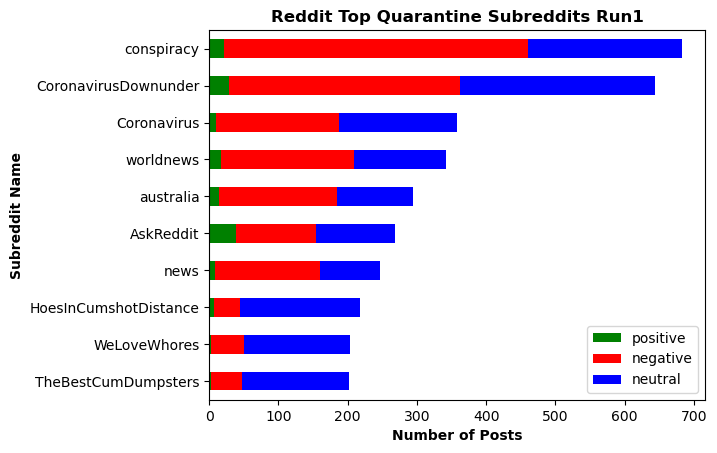 Reddit Top Quarantine Subreddits Run1
conspiracy
CoronavirusDownunder
Coronavirus
worldnews
australia
AskReddit
news
HoesInCumshotDistance
WeLoveWhores
TheBestCumDumpsters
Subreddit Name
positive
negative
neutral
0 100 200 300 400 500 600 700
Number of Posts